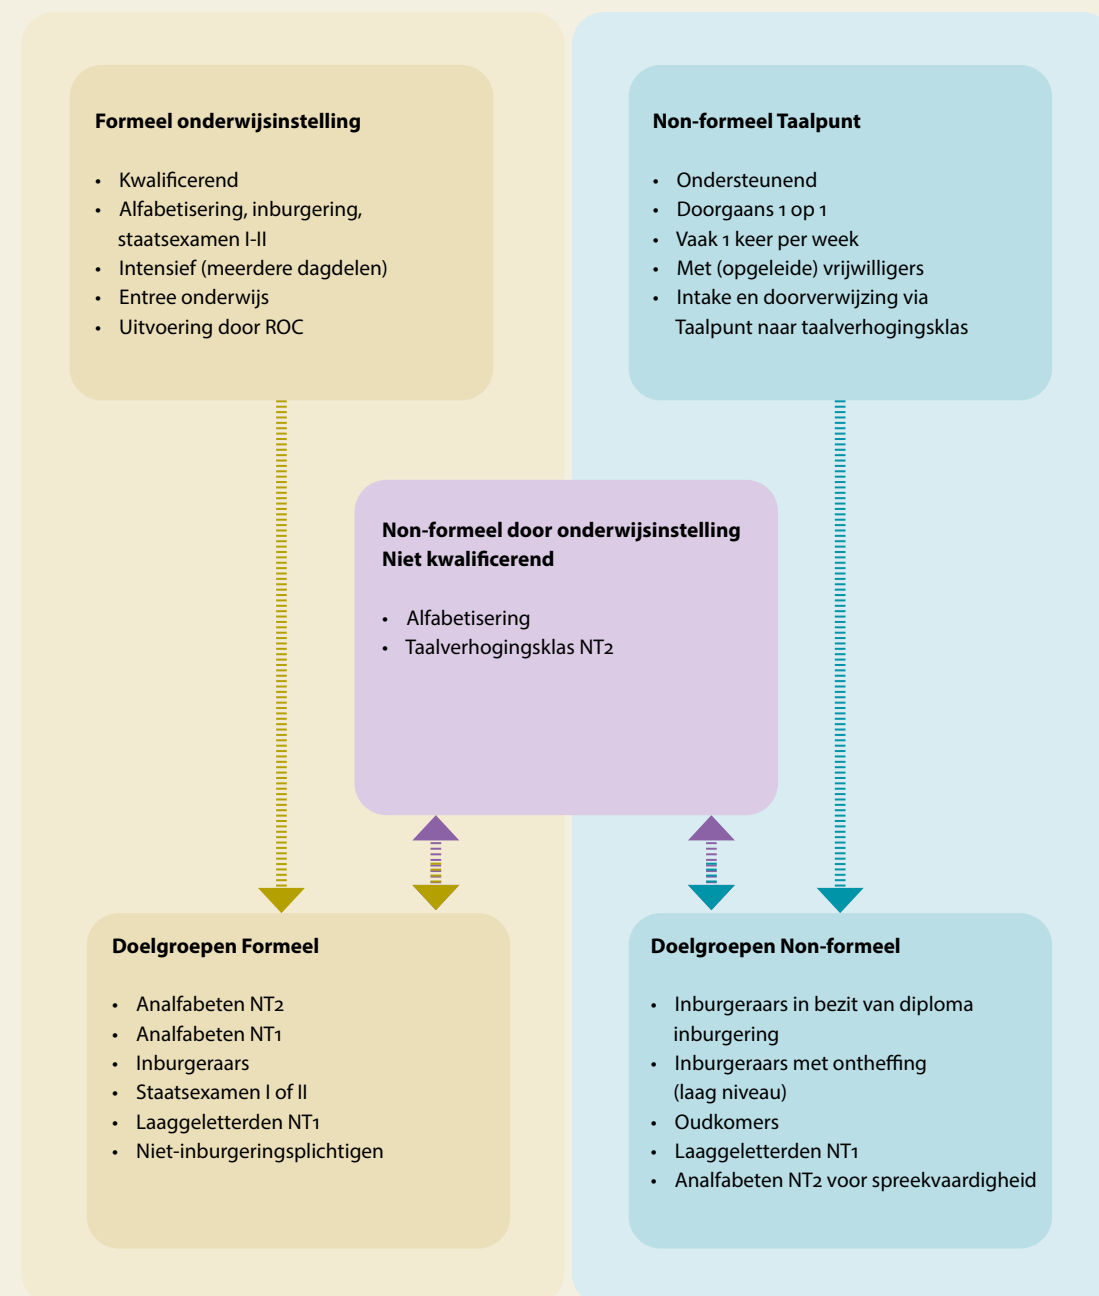 Formeel onderwijsinstelling
• Kwalificerend
• Alfabetisering, inburgering,
staatsexamen I-II
• Intensief (meerdere dagdelen)
• Entree onderwijs
• Uitvoering door ROC
Non-formeel Taalpunt
• Ondersteunend
• Doorgaans 1 op 1
• Vaak 1 keer per week
• Met (opgeleide) vrijwilligers
• Intake en doorverwijzing via
Taalpunt naar taalverhogingsklas
Non-formeel door onderwijsinstelling
Niet kwalificerend
• Alfabetisering
• Taalverhogingsklas NT2
Doelgroepen Formeel
• Analfabeten NT2
• Analfabeten NT1
• Inburgeraars
• Staatsexamen I of II
• Laaggeletterden NT1
• Niet-inburgeringsplichtigen
Doelgroepen Non-formeel
• Inburgeraars in bezit van diploma
inburgering
• Inburgeraars met ontheffing
(laag niveau)
• Oudkomers
• Laaggeletterden NT1
• Analfabeten NT2 voor spreekvaardigheid